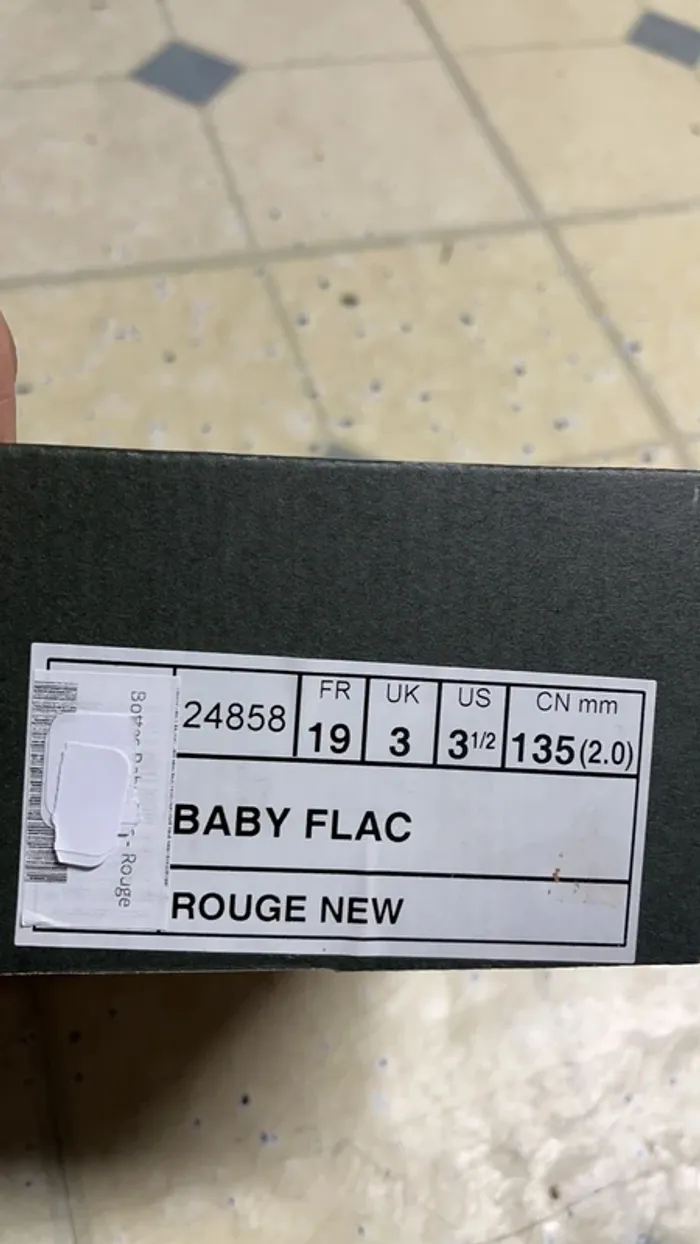 24858
FR
19
UK
3
US
3 1/2
CN mm
135(2.0)
BABY FLAC
ROUGE NEW
- Rouge